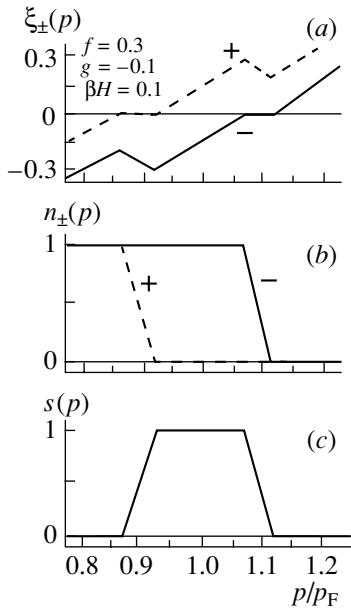 ξ±(p)
f = 0.3
g = −0.1
βH = 0.1
+
(a)
0.3
0
−
−0.3
n±(p)
1
+
−
(b)
0
s(p)
1
(c)
0
0.8 0.9 1.0 1.1 1.2
p/pF